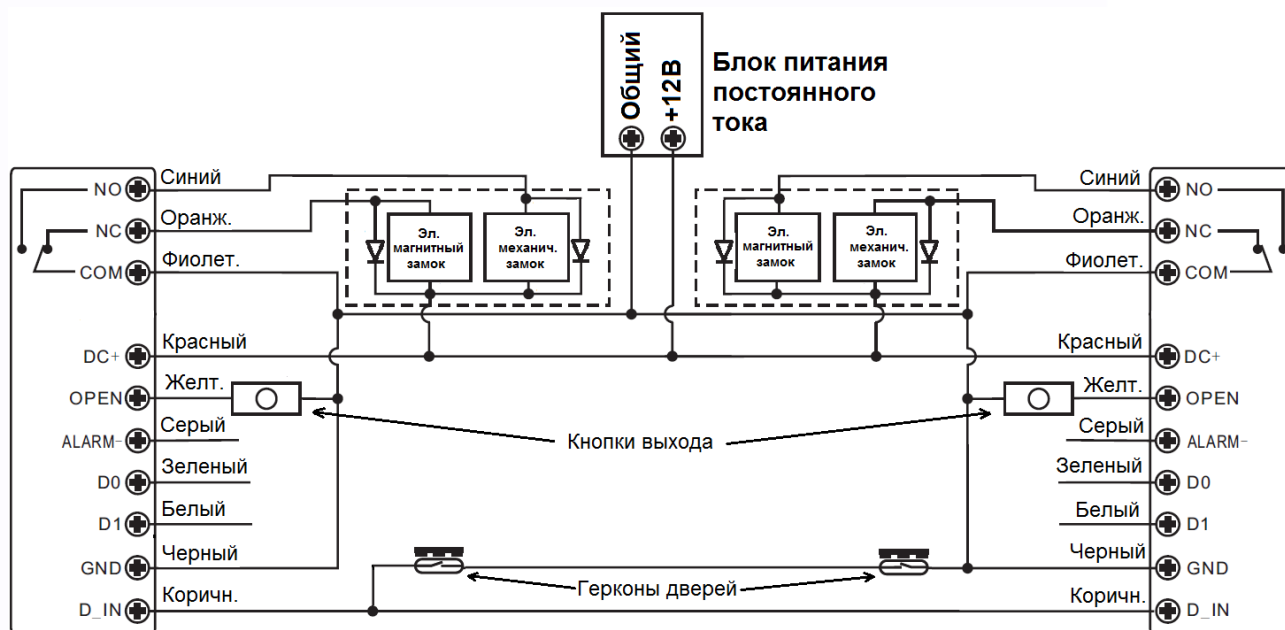 Общий
+12В
Блок питания
постоянного
тока
NO
Синий
NC
Оранж.
COM
Фиолет.
Эл.
магнитный
замок
Эл.
механич.
замок
Эл.
магнитный
замок
Эл.
механич.
замок
Синий
NO
Оранж.
NC
Фиолет.
COM
DC+
Красный
Красный
DC+
OPEN
Желт.
Желт.
OPEN
Кнопки выхода
ALARM-
Серый
Серый
ALARM-
D0
Зеленый
Зеленый
D0
D1
Белый
Белый
D1
GND
Черный
Черный
GND
Герконы дверей
D_IN
Коричн.
Коричн.
D_IN